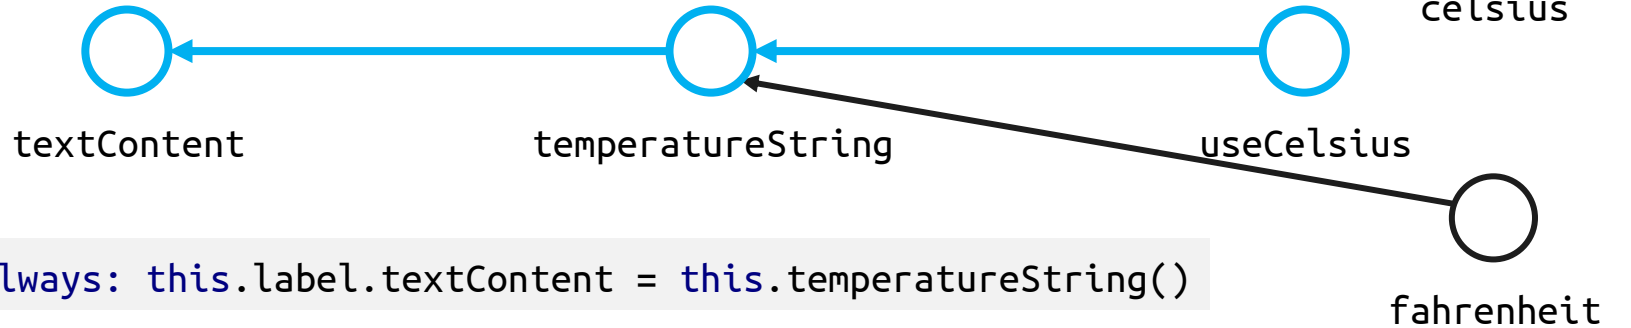 celsius
textContent
temperatureString
useCelsius
lways: this.label.textContent = this.temperatureString()
fahrenheit